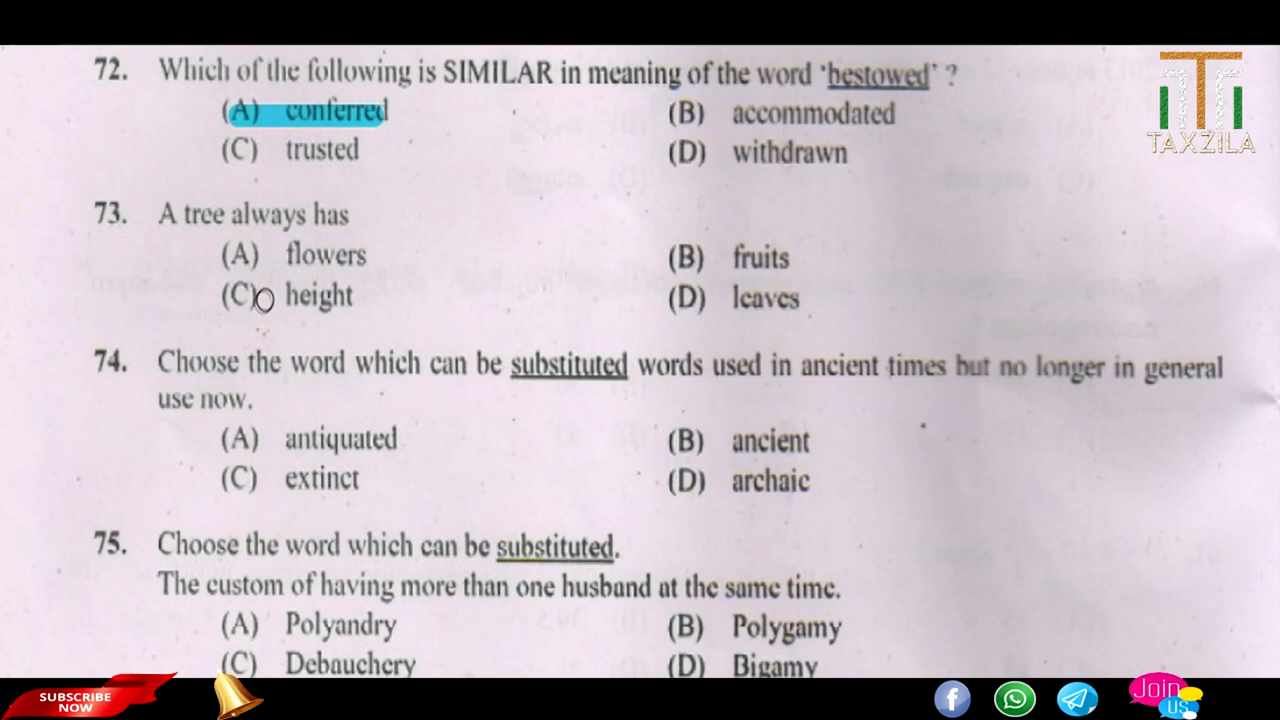 72. Which of the following is SIMILAR in meaning of the word 'bestowed' ?
(A) conferred (B) accommodated
(C) trusted (D) withdrawn
TAXZILA
73. A tree always has
(A) flowers (B) fruits
(C) height (D) leaves
74. Choose the word which can be substituted words used in ancient times but no longer in general
use now.
(A) antiquated (B) ancient
(C) extinct (D) archaic
75. Choose the word which can be substituted.
The custom of having more than one husband at the same time.
(A) Polyandry (B) Polygamy
(C) Debauchery (D) Bigamy
SUBSCRIBE
NOW
Join
us